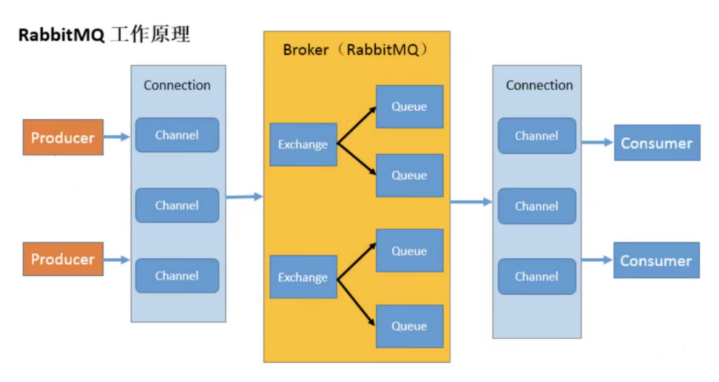 RabbitMQ 工作原理
Broker（RabbitMQ）
Connection
Connection
Producer
Channel
Exchange
Queue
Queue
Channel
Consumer
Channel
Channel
Producer
Channel
Exchange
Queue
Queue
Channel
Consumer